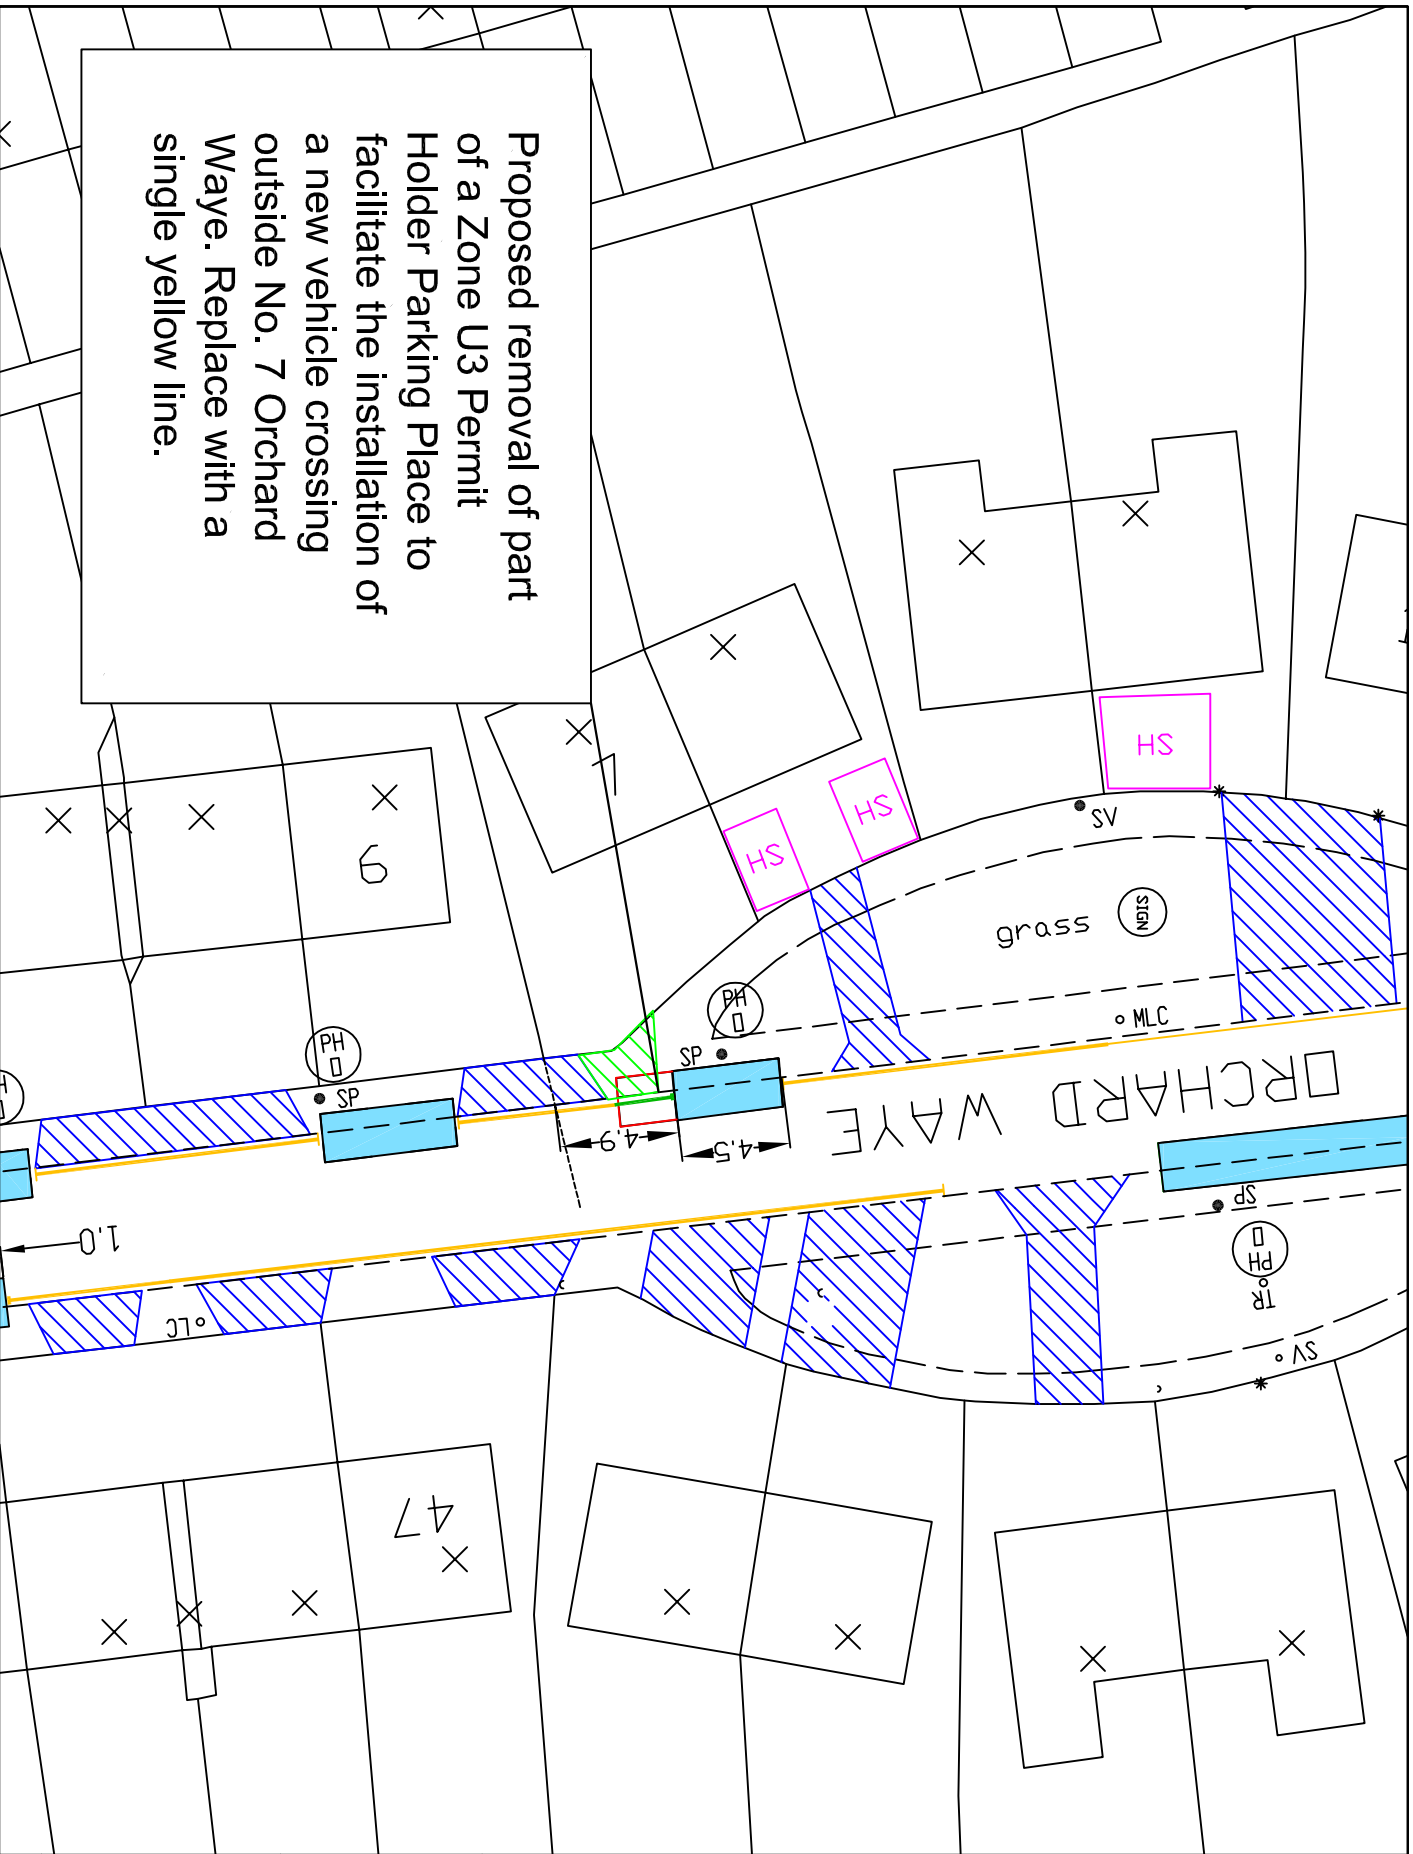 Proposed removal of part
of a Zone U3 Permit
Holder Parking Place to
facilitate the installation of
a new vehicle crossing
outside No. 7 Orchard
Waye. Replace with a
single yellow line.
HS
HS
HS
SV
grass
SIGN
MLC
PH
SP
7
9
PH
SP
H
ORCHARD WAYE
4.9
4.5
1.0
SP
PH
TR
SV
LC
47